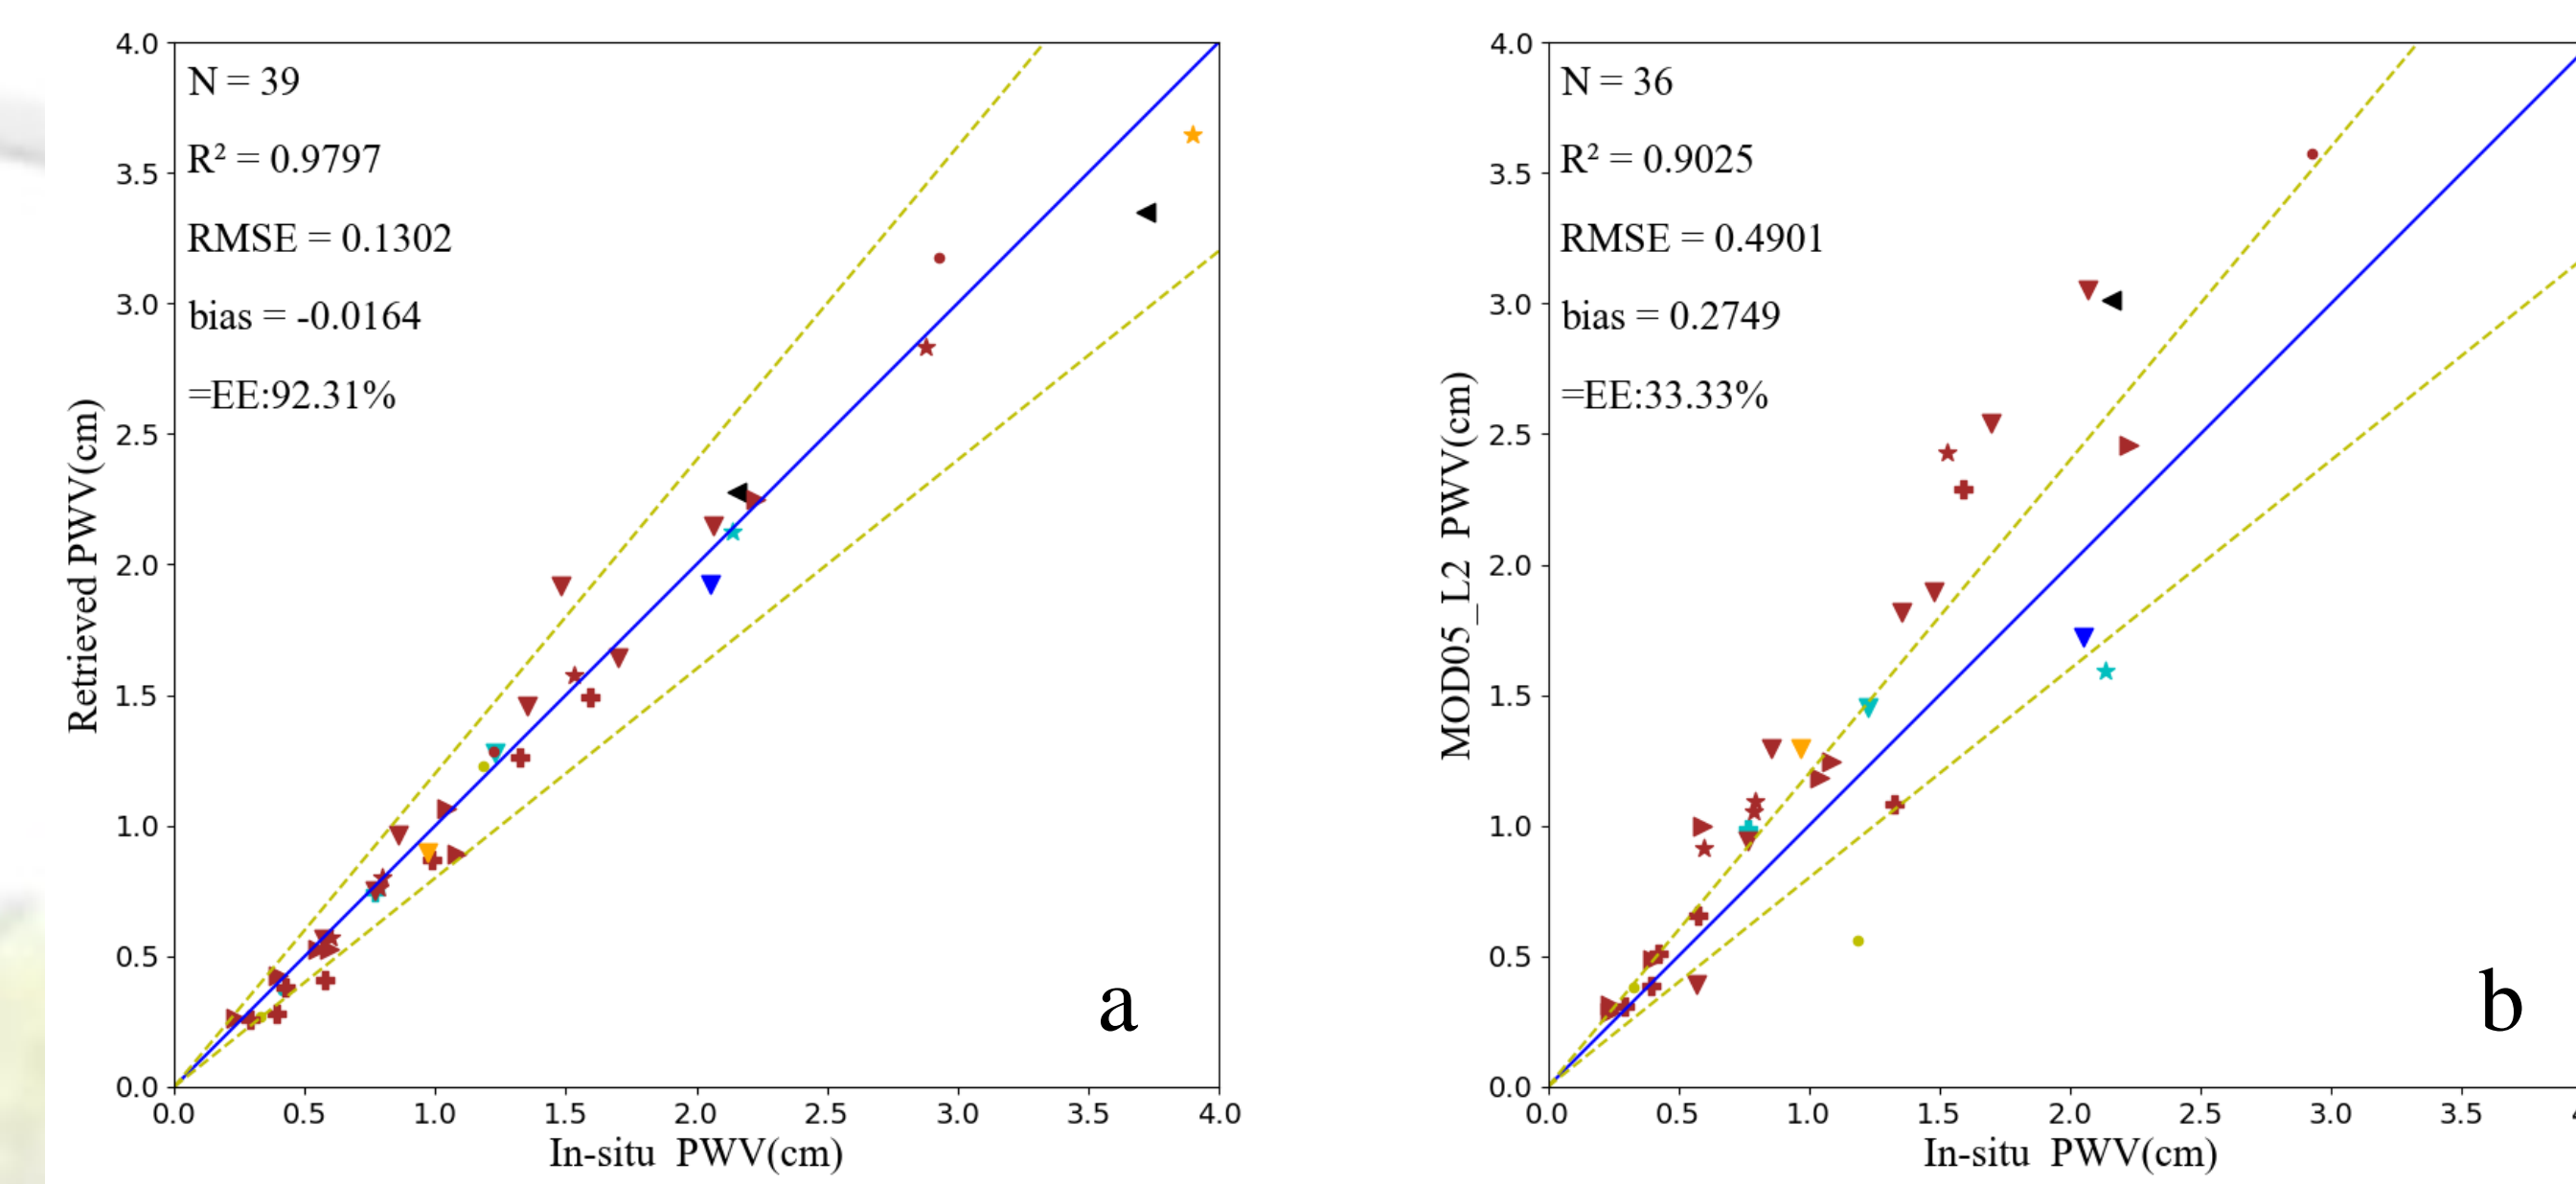 4.0
3.5
3.0
2.5
2.0
1.5
1.0
0.5
0.0
Retrieved PWV(cm)
N = 39
R² = 0.9797
RMSE = 0.1302
bias = -0.0164
=EE:92.31%
a
0.0 0.5 1.0 1.5 2.0 2.5 3.0 3.5 4.0
In-situ PWV(cm)
4.0
3.5
3.0
2.5
2.0
1.5
1.0
0.5
0.0
MOD05_L2 PWV(cm)
N = 36
R² = 0.9025
RMSE = 0.4901
bias = 0.2749
=EE:33.33%
b
0.0 0.5 1.0 1.5 2.0 2.5 3.0 3.5
In-situ PWV(cm)